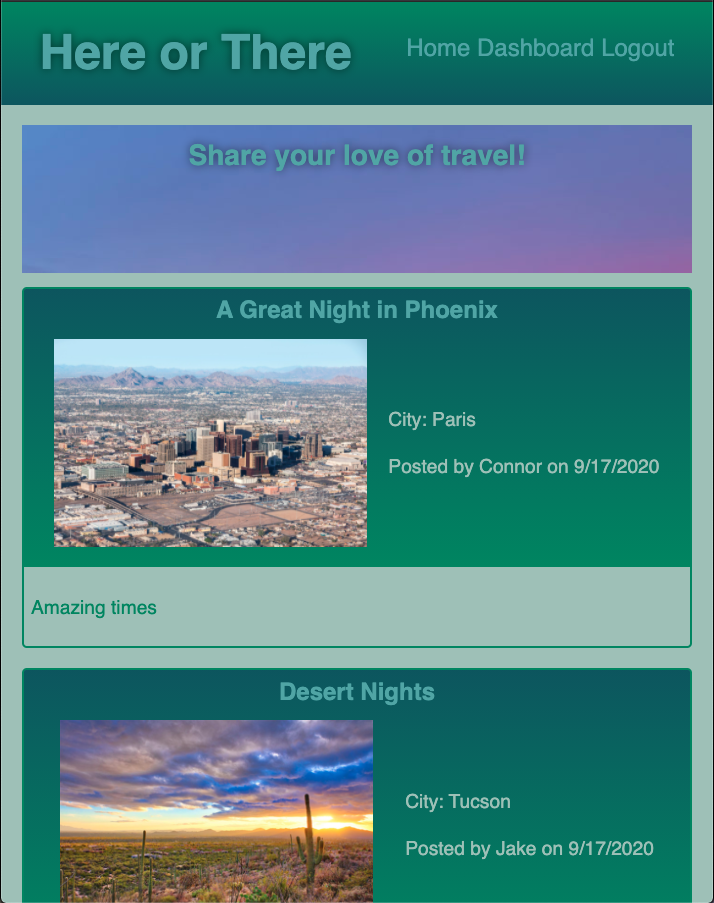 Here or There
Home Dashboard Logout
Share your love of travel!
A Great Night in Phoenix
City: Paris
Posted by Connor on 9/17/2020
Amazing times
Desert Nights
City: Tucson
Posted by Jake on 9/17/2020